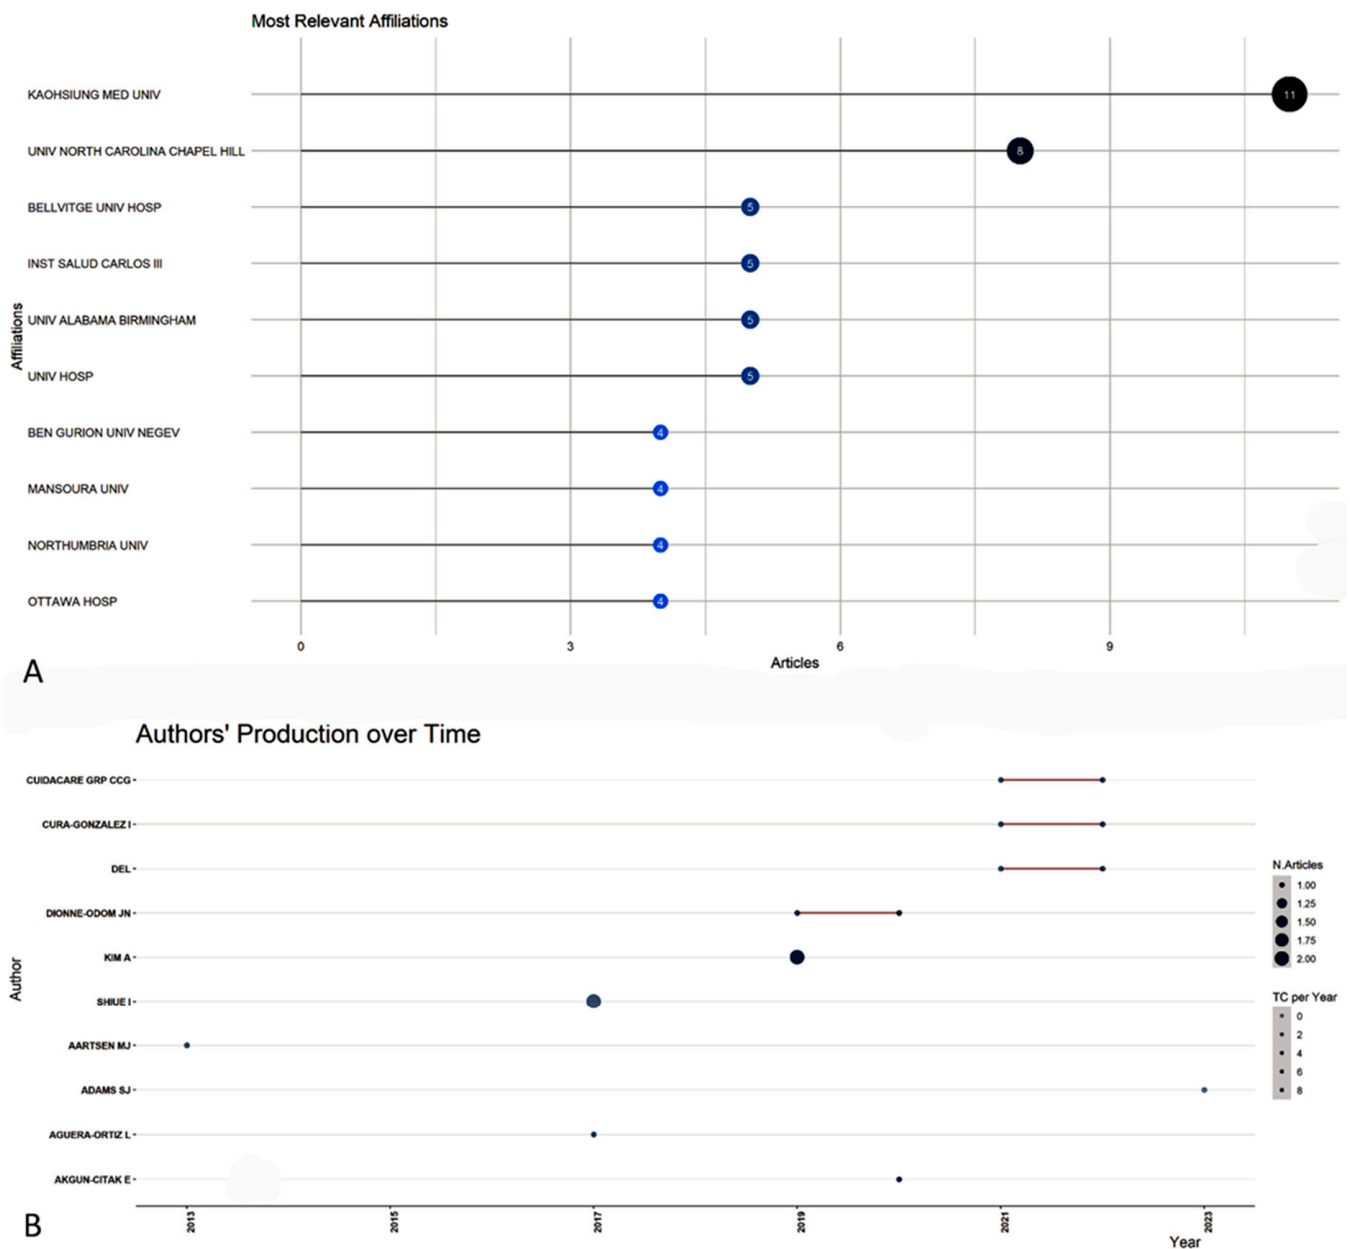 Most Relevant Affiliations
KAOHSIUNG MED UNIV
11
UNIV NORTH CAROLINA CHAPEL HILL
8
BELLVITGE UNIV HOSP
5
INST SALUD CARLOS III
5
UNIV ALABAMA BIRMINGHAM
5
UNIV HOSP
5
BEN GURION UNIV NEGEV
4
MANSOURA UNIV
4
NORTHUMBRIA UNIV
4
OTTAWA HOSP
4
Affiliations
0 3 6 9
Articles
A
Authors' Production over Time
CUIDACARE GRP CCG
CURA-GONZALEZ I
DEL
DIONNE-ODOM JN
KIM A
SHIUE I
AARTSEN MJ
ADAMS SJ
AGUERA-ORTIZ L
AKGUN-CITAK E
Author
N.Articles
1.00
1.25
1.50
1.75
2.00
TC per Year
0
2
4
6
8
2013 2015 2017 2019 2021 2023
Year
B